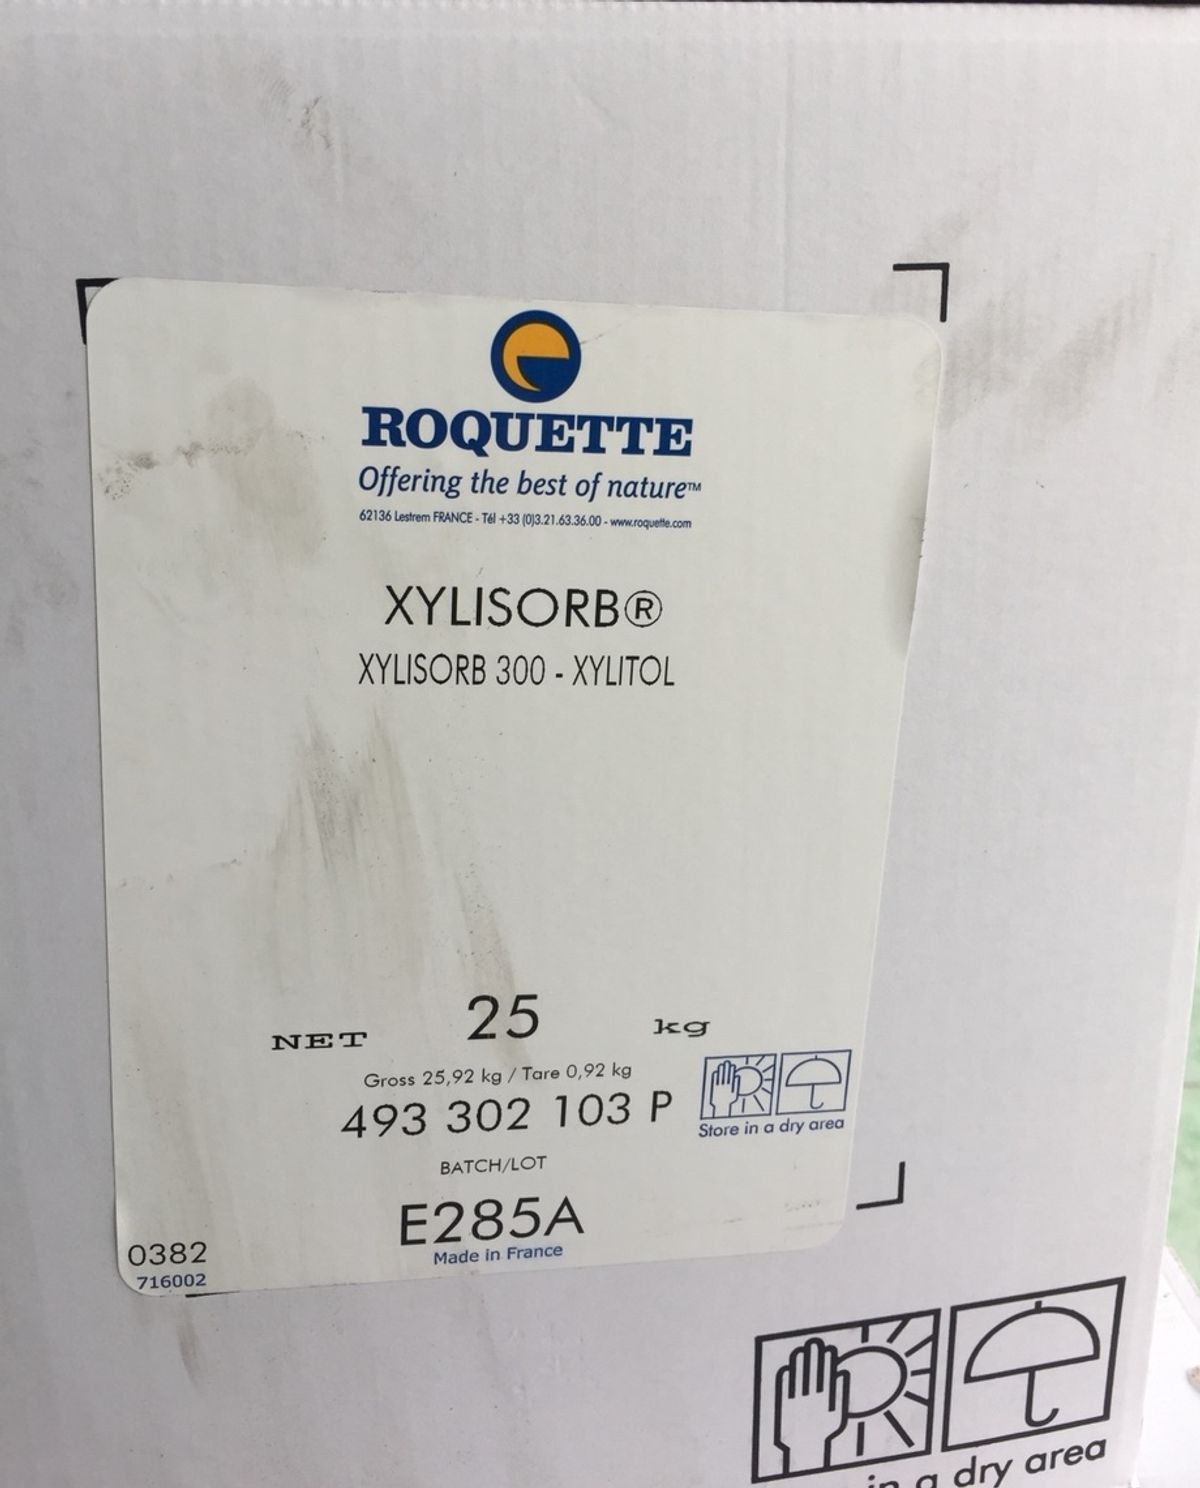 ROQUETTE
Offering the best of nature™
62136 Lestrem FRANCE - Tél +33 (0)3.21.63.36.00 - www.roquette.com
XYLISORB®
XYLISORB 300 - XYLITOL
NET 25 kg
Gross 25,92 kg / Tare 0,92 kg
493 302 103 P
Store in a dry area
BATCH/LOT
E285A
Made in France
0382
716002
in a dry area